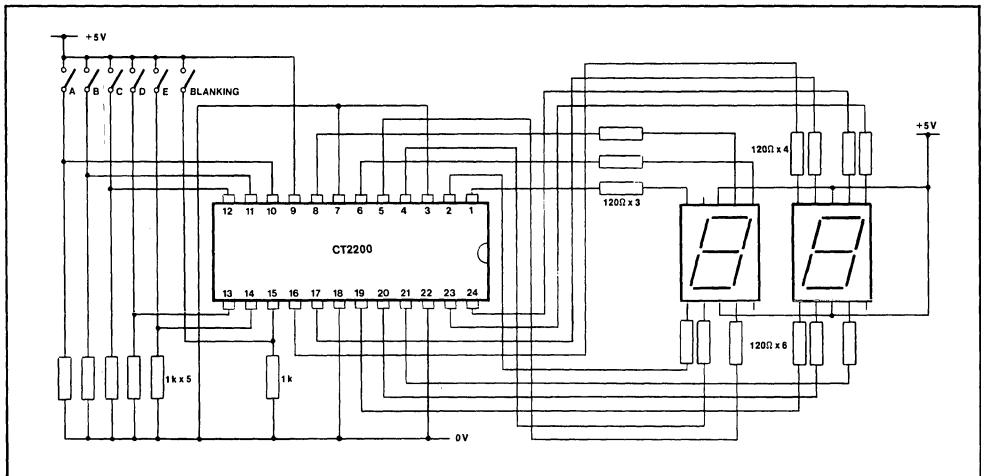 +5V
A B C D E BLANKING
+5V
120Ω x 4
120Ω x 3
12 11 10 9 8 7 6 5 4 3 2 1
CT2200
13 14 15 16 17 18 19 20 21 22 23 24
120Ω x 6
1k x 5
1k
0V